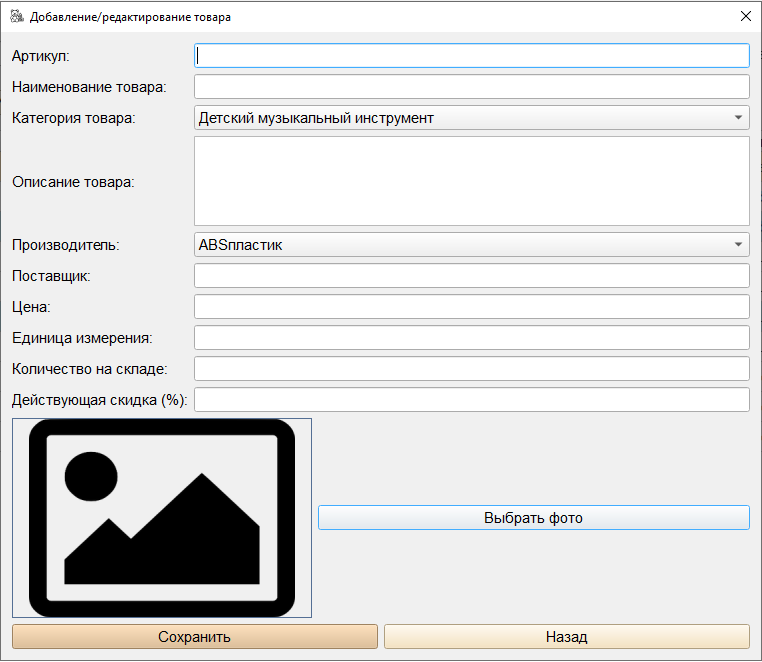 Добавление/редактирование товара
Артикул:
Наименование товара:
Категория товара: Детский музыкальный инструмент
Описание товара:
Производитель: ABSпластик
Поставщик:
Цена:
Единица измерения:
Количество на складе:
Действующая скидка (%):
Выбрать фото
Сохранить Назад